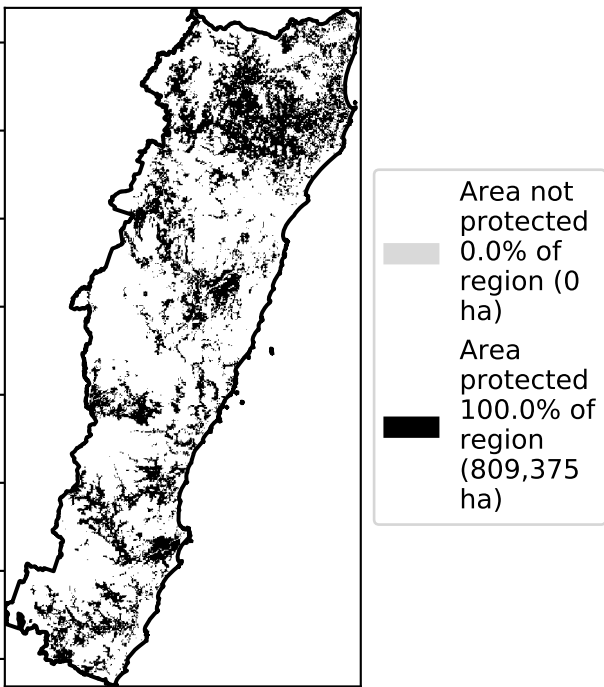 Area not
protected
0.0% of
region (0
ha)
Area
protected
100.0% of
region
(809,375
ha)